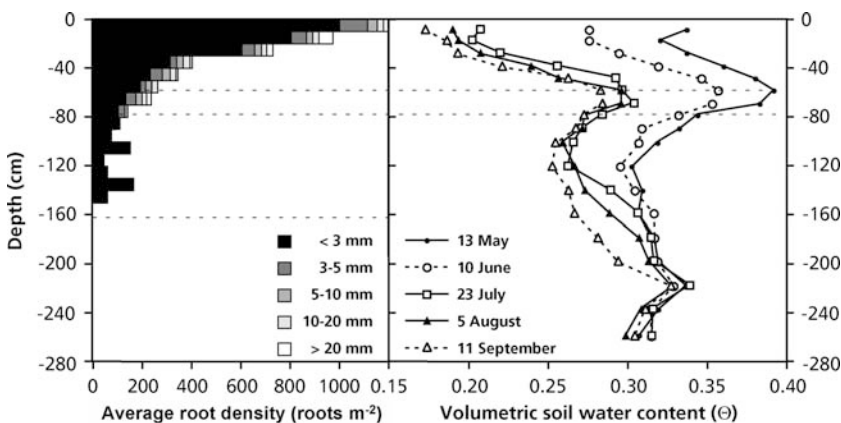 0
-40
-80
-120
-160
-200
-240
-280
Depth (cm)
< 3 mm
3-5 mm
5-10 mm
10-20 mm
> 20 mm
0 200 400 600 800 1000
Average root density (roots m-2)
13 May
10 June
23 July
5 August
11 September
0.15 0.20 0.25 0.30 0.35 0.40
Volumetric soil water content (Θ)
0
-40
-80
-120
-160
-200
-240
-280